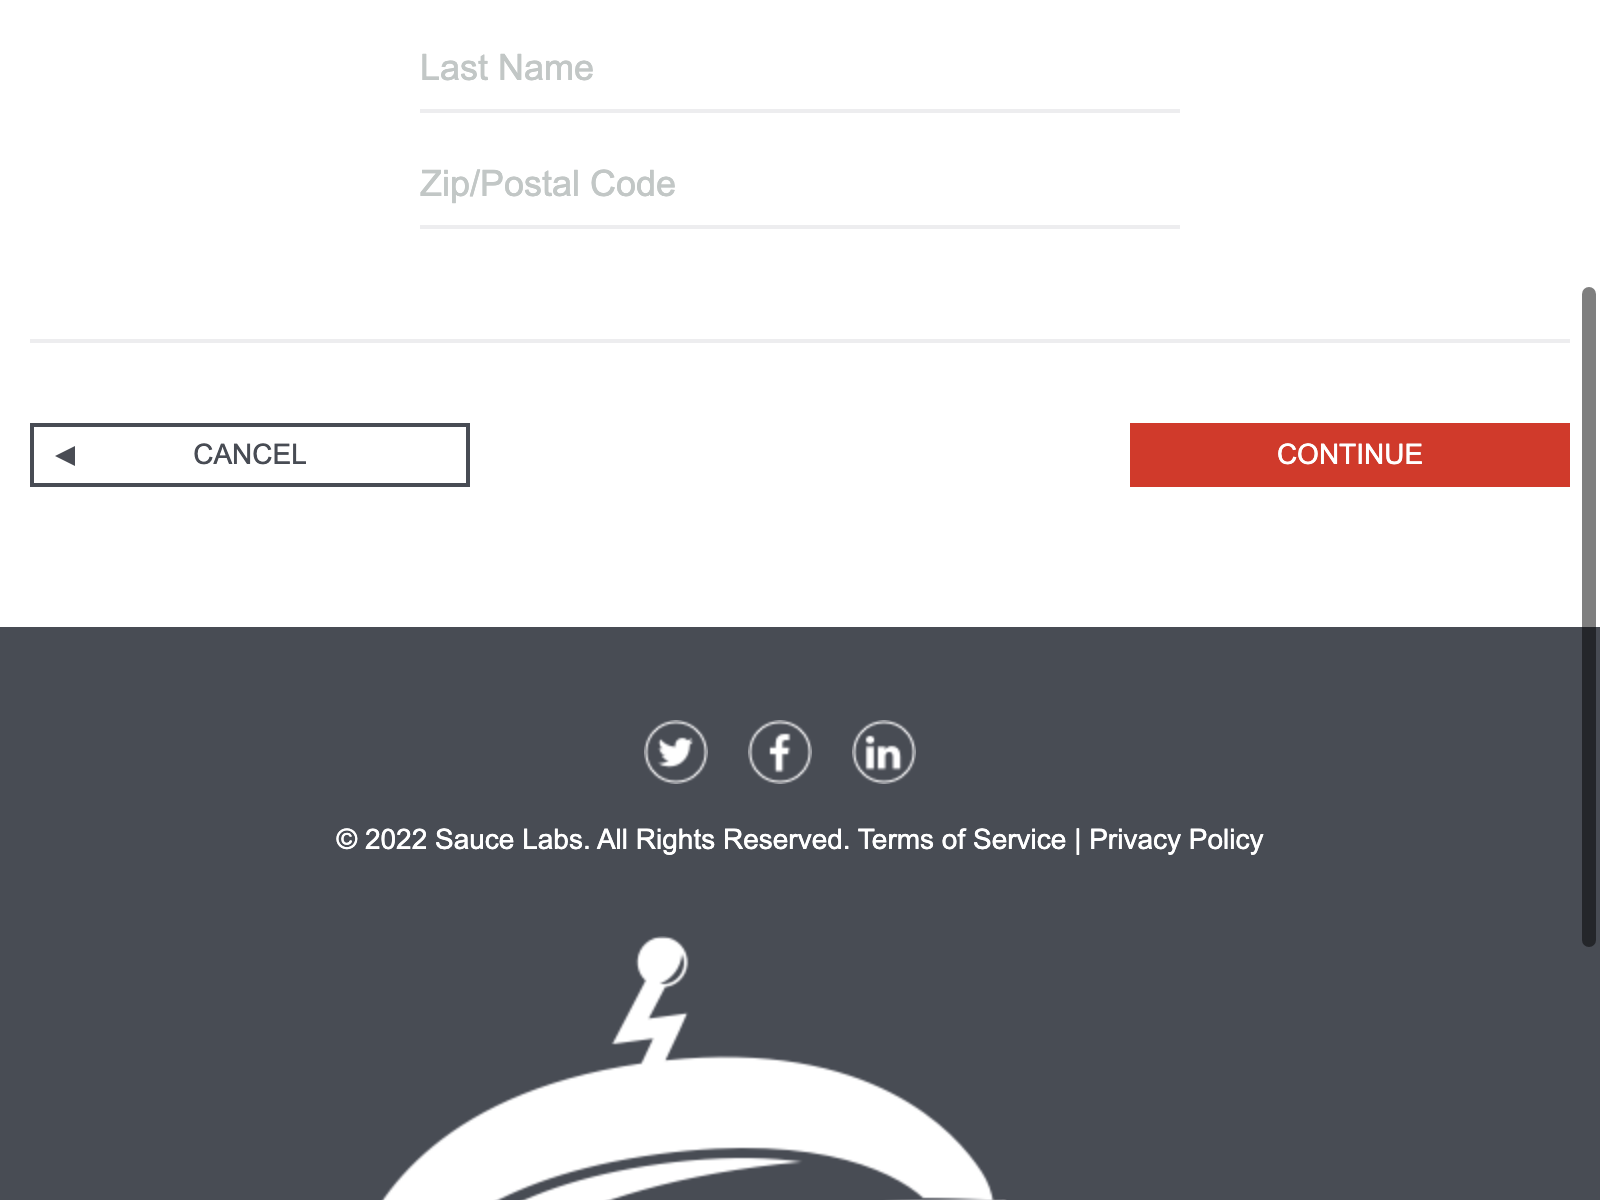 Last Name
Zip/Postal Code
CANCEL
CONTINUE
© 2022 Sauce Labs. All Rights Reserved. Terms of Service | Privacy Policy